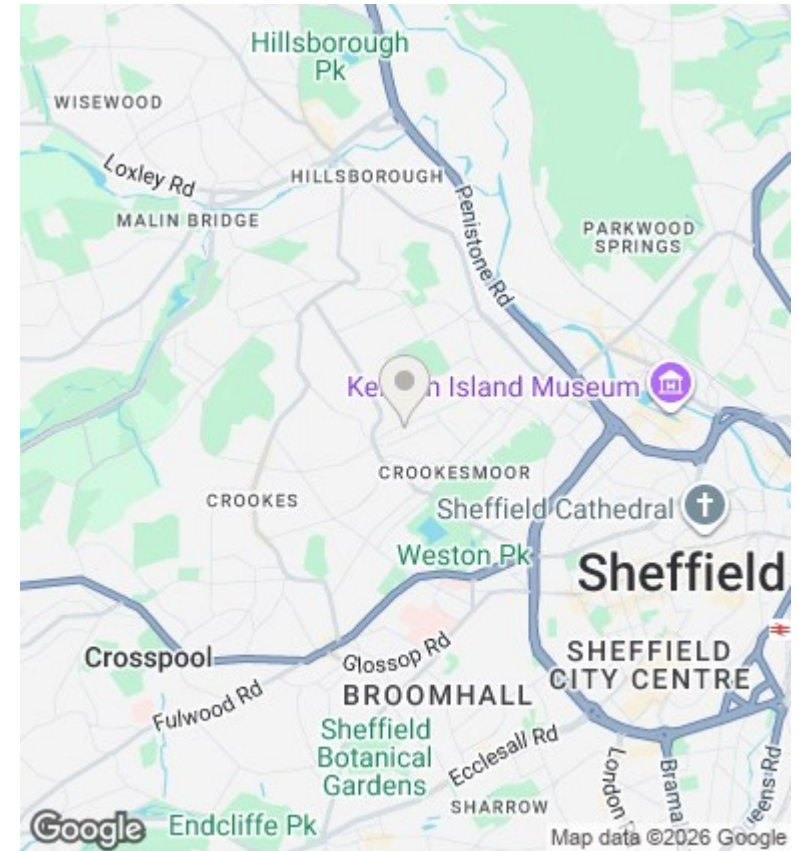 Hillsborough
Pk
WISEWOOD
Loxley Rd
HILLSBOROUGH
MALIN BRIDGE
Penistone Rd
PARKWOOD
SPRINGS
Island Museum
CROOKESMOOR
CROOKES
Sheffield Cathedral
Weston Pk
Sheffield
Crosspool
Glossop Rd
SHEFFIELD
CITY CENTRE
Fulwood Rd
BROOMHALL
Sheffield
Botanical
Gardens
Ecclesall Rd
London
SHARROW
Endcliffe Pk
Google
Map data ©2026 Google